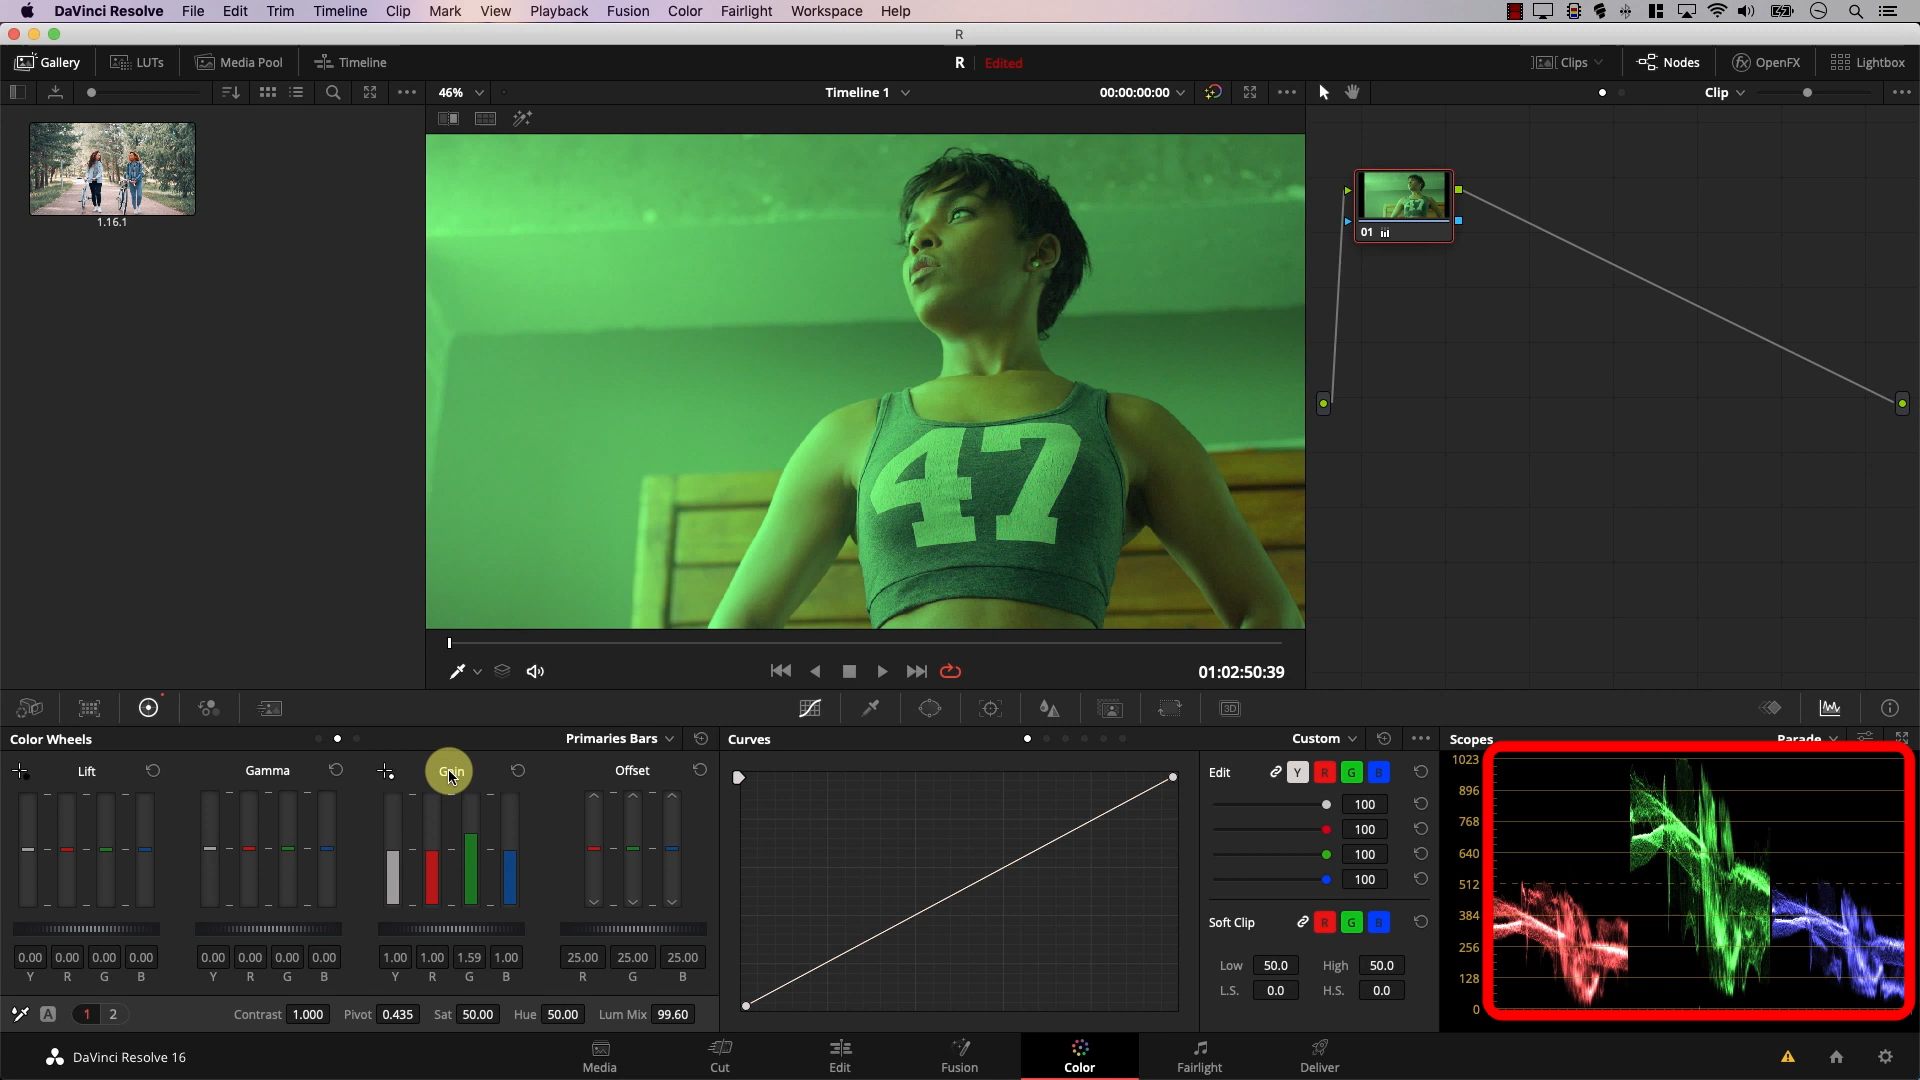 DaVinci Resolve File Edit Trim Timeline Clip Mark View Playback Fusion Color Fairlight Workspace Help
R
Gallery LUTs Media Pool Timeline R Edited Clips Nodes OpenFX Lightbox
46% Timeline 1 00:00:00:00 Clip
1.16.1
47
47
01
01:02:50:39
3D
Color Wheels Primaries Bars Curves Custom Scopes Parade
Lift Gamma Gain Offset
Edit Y R G B
100
100
100
100
Soft Clip R G B
Low 50.0 High 50.0
L.S. 0.0 H.S. 0.0
1023
896
768
640
512
384
256
128
0
0.00 0.00 0.00 0.00 0.00 0.00 0.00 0.00 1.00 1.00 1.59 1.00 25.00 25.00 25.00
Y R G B Y R G B Y R G B R G B
A 1 2 Contrast 1.000 Pivot 0.435 Sat 50.00 Hue 50.00 Lum Mix 99.60
DaVinci Resolve 16 Media Cut Edit Fusion Color Fairlight Deliver